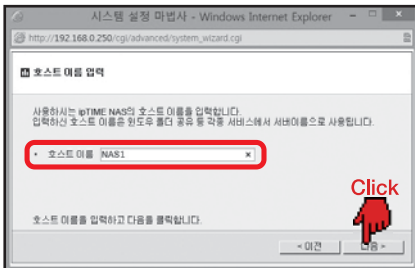 시스템 설정 마법사 - Windows Internet Explorer
http://192.168.0.250/cgi/advanced/system_wizard.cgi
호스트 이름 입력
사용하시는 ipTIME NAS의 호스트 이름을 입력합니다.
입력하신 호스트 이름은 윈도우 폴더 공유 등 각종 서비스에서 서버이름으로 사용됩니다.
• 호스트 이름 NAS1 ×
Click
호스트 이름을 입력하고 다음을 클릭합니다.
< 이전 다음 >